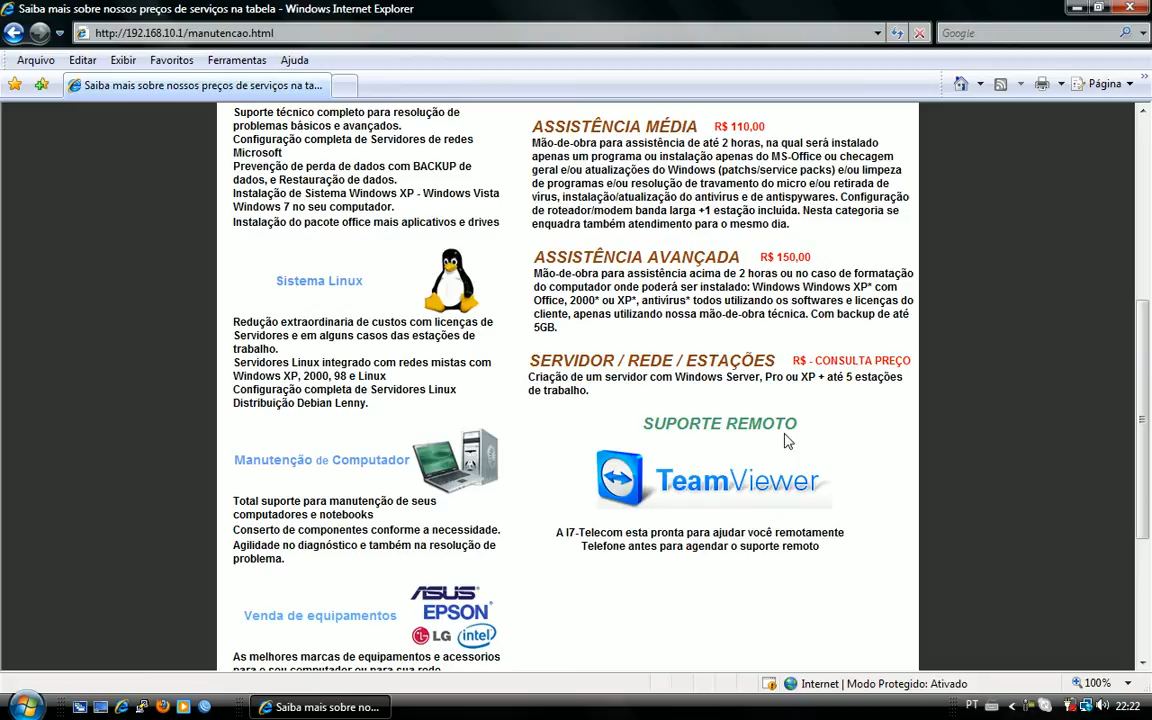 Saiba mais sobre nossos preços de serviços na tabela - Windows Internet Explorer
http://192.168.10.1/manutencao.html
Google
Arquivo Editar Exibir Favoritos Ferramentas Ajuda
Saiba mais sobre nossos preços de serviços na ta...
Página
Suporte técnico completo para resolução de
problemas básicos e avançados.
Configuração completa de Servidores de redes
Microsoft
Prevenção de perda de dados com BACKUP de
dados, e Restauração de dados.
Instalação de Sistema Windows XP - Windows Vista
Windows 7 no seu computador.
Instalação do pacote office mais aplicativos e drives
Sistema Linux
Redução extraordinaria de custos com licenças de
Servidores e em alguns casos das estações de
trabalho.
Servidores Linux integrado com redes mistas com
Windows XP, 2000, 98 e Linux
Configuração completa de Servidores Linux
Distribuição Debian Lenny.
Manutenção de Computador
Total suporte para manutenção de seus
computadores e notebooks
Conserto de componentes conforme a necessidade.
Agilidade no diagnóstico e também na resolução de
problema.
Venda de equipamentos
ASUS
EPSON
LG intel
As melhores marcas de equipamentos e acessorios
para o seu computador ou para sua rede
ASSISTÊNCIA MÉDIA R$ 110,00
Mão-de-obra para assistência de até 2 horas, na qual será instalado
apenas um programa ou instalação apenas do MS-Office ou checagem
geral e/ou atualizações do Windows (patchs/service packs) e/ou limpeza
de programas e/ou resolução de travamento do micro e/ou retirada de
vírus, instalação/atualização do antivírus e de antispywares. Configuração
de roteador/modem banda larga +1 estação incluída. Nesta categoria se
enquadra também atendimento para o mesmo dia.
ASSISTÊNCIA AVANÇADA R$ 150,00
Mão-de-obra para assistência acima de 2 horas ou no caso de formatação
do computador onde poderá ser instalado: Windows Windows XP* com
Office, 2000* ou XP*, antivírus* todos utilizando os softwares e licenças do
cliente, apenas utilizando nossa mão-de-obra técnica. Com backup de até
5GB.
SERVIDOR / REDE / ESTAÇÕES R$ - CONSULTA PREÇO
Criação de um servidor com Windows Server, Pro ou XP + até 5 estações
de trabalho.
SUPORTE REMOTO
TeamViewer
A I7-Telecom esta pronta para ajudar você remotamente
Telefone antes para agendar o suporte remoto
Internet | Modo Protegido: Ativado
100%
Saiba mais sobre no...
PT
22:22